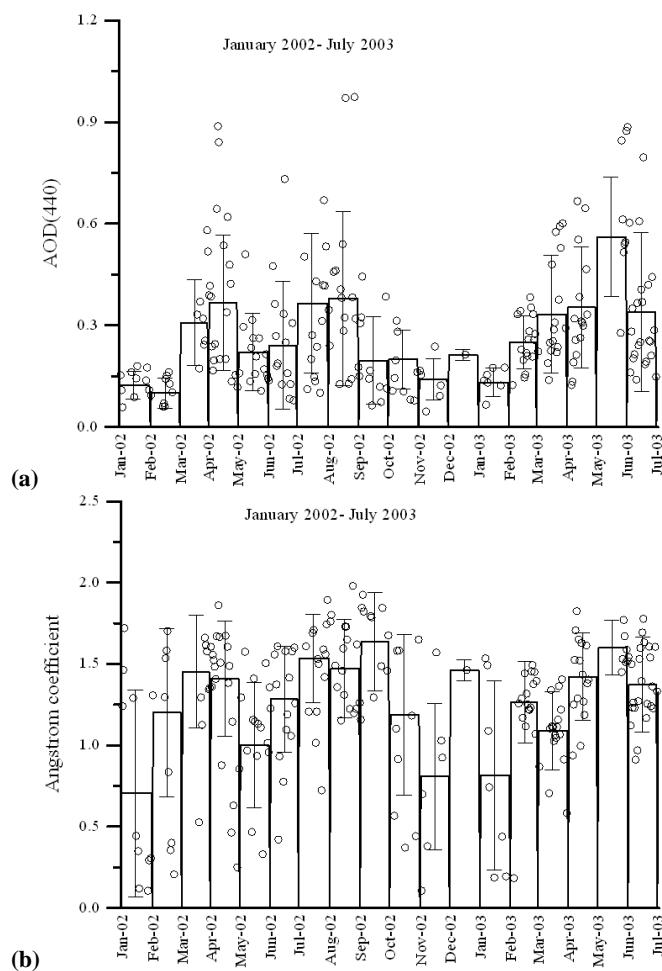 1.2
January 2002- July 2003
0.9
0.6
0.3
0.0
AOD(440)
Jan-02
Feb-02
Mar-02
Apr-02
May-02
Jun-02
Jul-02
Aug-02
Sep-02
Oct-02
Nov-02
Dec-02
Jan-03
Feb-03
Mar-03
Apr-03
May-03
Jun-03
Jul-03
(a)
2.5
January 2002- July 2003
2.0
1.5
1.0
0.5
0.0
Angstrom coefficient
Jan-02
Feb-02
Mar-02
Apr-02
May-02
Jun-02
Jul-02
Aug-02
Sep-02
Oct-02
Nov-02
Dec-02
Jan-03
Feb-03
Mar-03
Apr-03
May-03
Jun-03
Jul-03
(b)